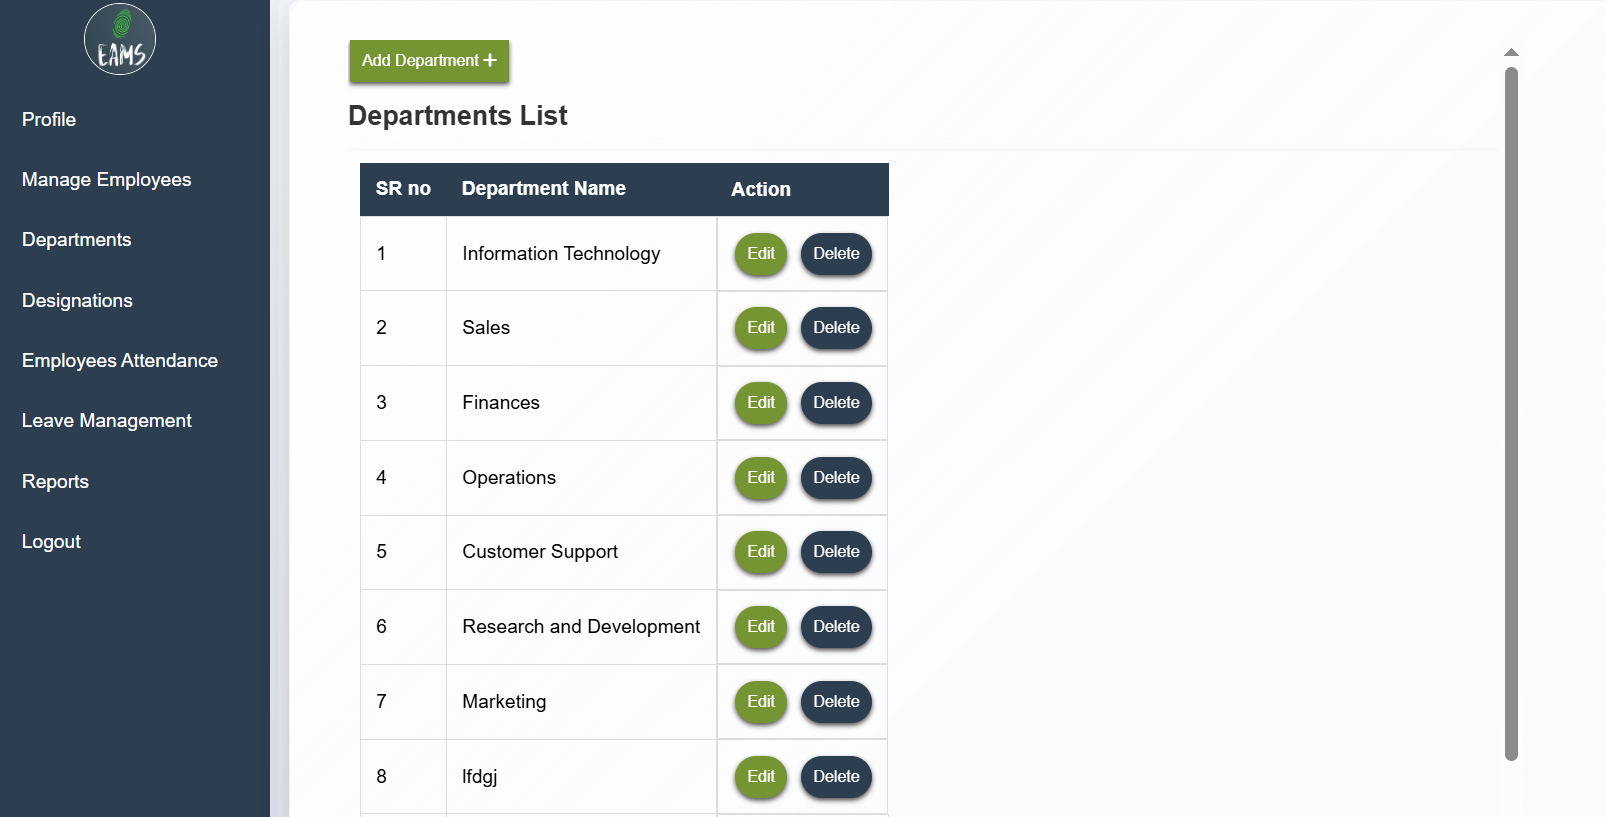 EAMS
Profile
Manage Employees
Departments
Designations
Employees Attendance
Leave Management
Reports
Logout
Add Department +
Departments List
SR no Department Name Action
1 Information Technology Edit Delete
2 Sales Edit Delete
3 Finances Edit Delete
4 Operations Edit Delete
5 Customer Support Edit Delete
6 Research and Development Edit Delete
7 Marketing Edit Delete
8 lfdgj Edit Delete